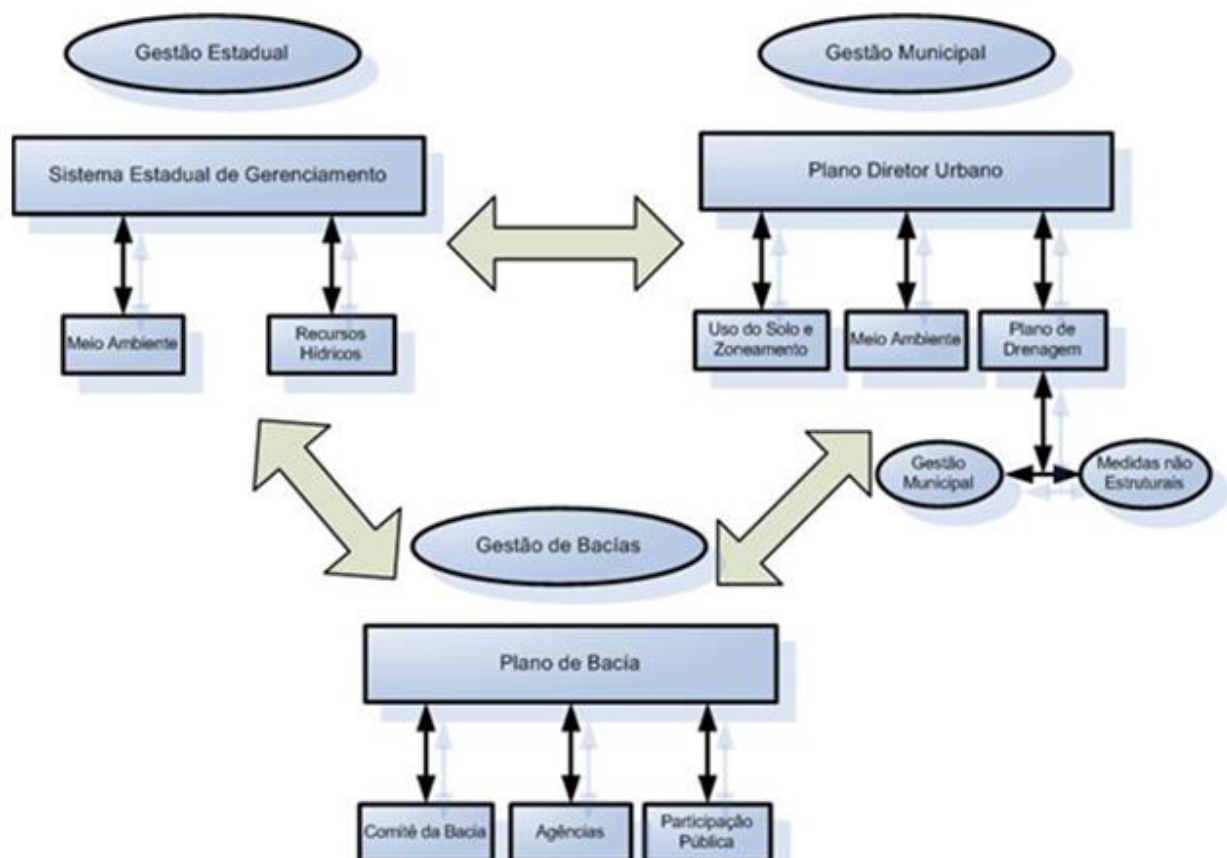 Gestão Estadual
Gestão Municipal
Sistema Estadual de Gerenciamento
Plano Diretor Urbano
Meio Ambiente
Recursos
Hídricos
Uso do Solo e
Zoneamento
Meio Ambiente
Plano de
Drenagem
Gestão
Municipal
Medidas não
Estruturais
Gestão de Bacias
Plano de Bacia
Comitê da Bacia
Agências
Participação
Pública